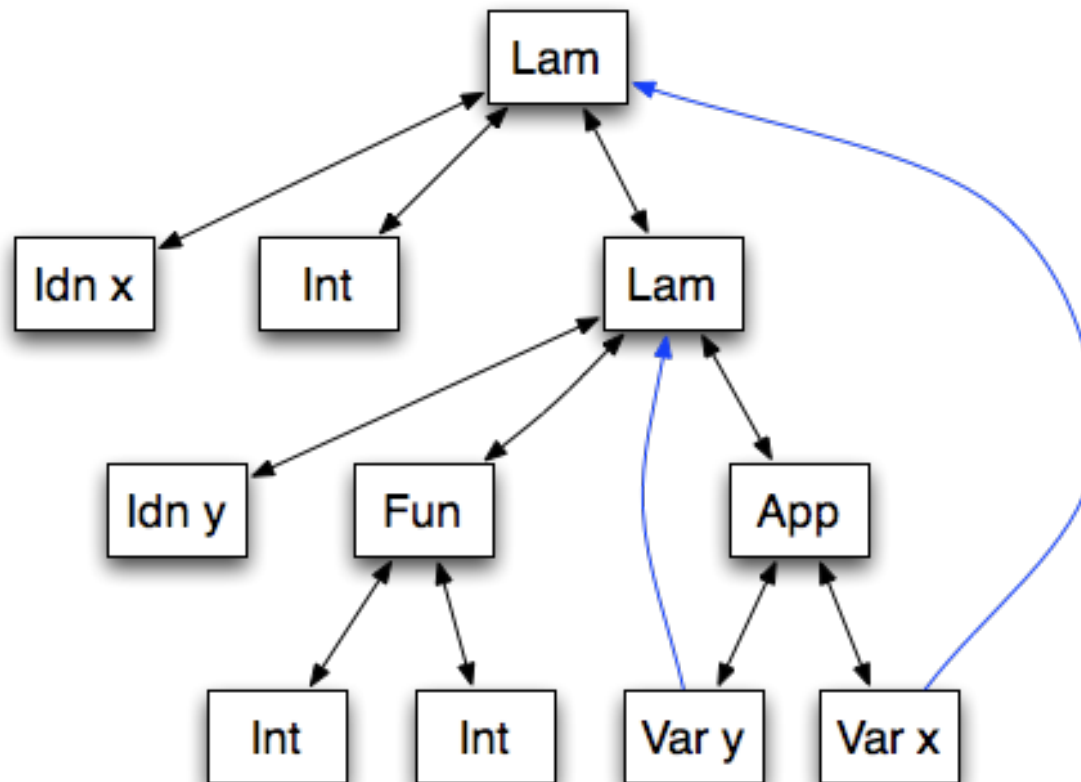 Lam
Idn x
Int
Lam
Idn y
Fun
App
Int
Int
Var y
Var x